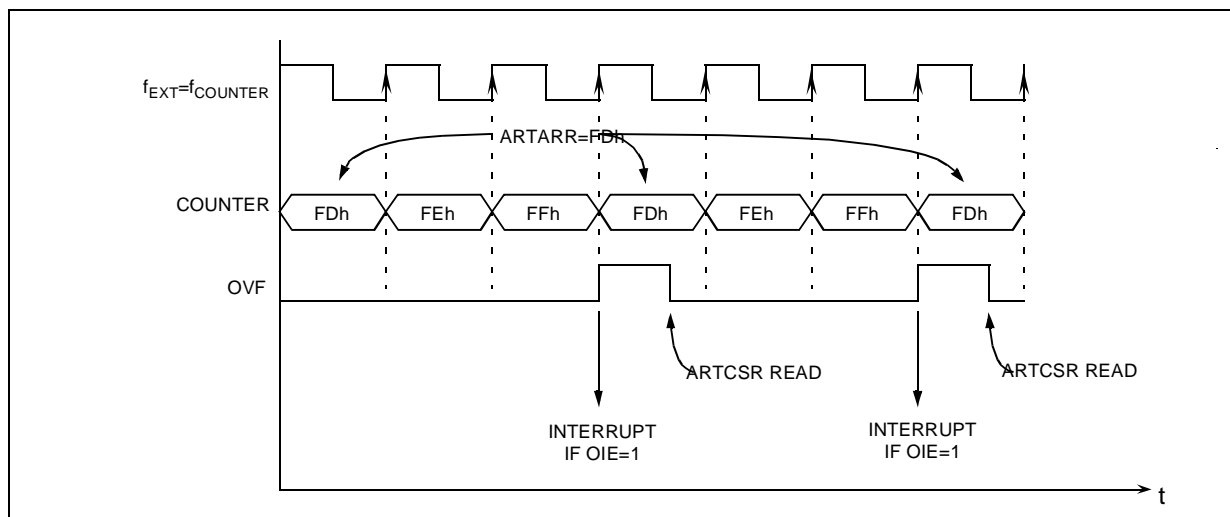 fEXT=fCOUNTER
ARTARR=FDh
COUNTER
FDh FEh FFh FDh FEh FFh FDh
OVF
ARTCSR READ
ARTCSR READ
INTERRUPT
IF OIE=1
INTERRUPT
IF OIE=1
t